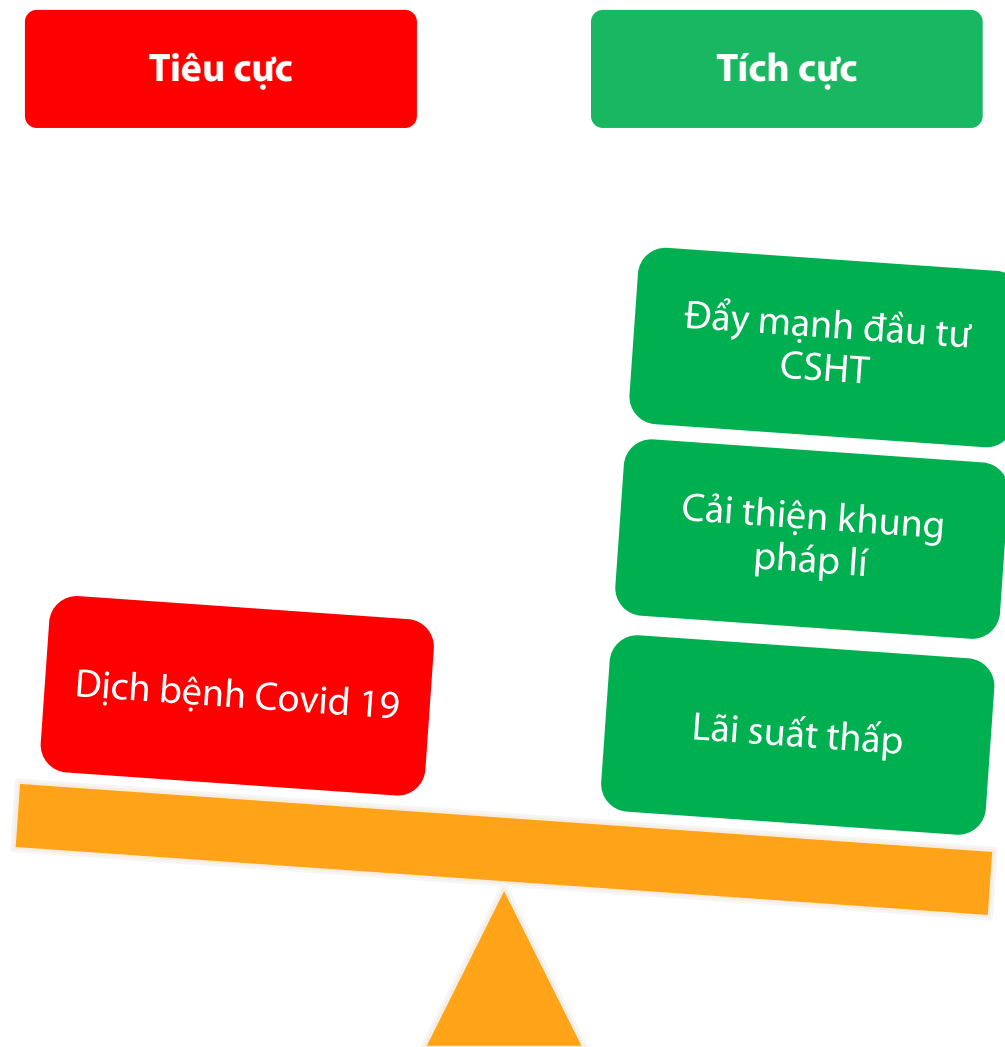 Tiêu cực
Tích cực
Đẩy mạnh đầu tư
CSHT
Cải thiện khung
pháp lí
Dịch bệnh Covid 19
Lãi suất thấp